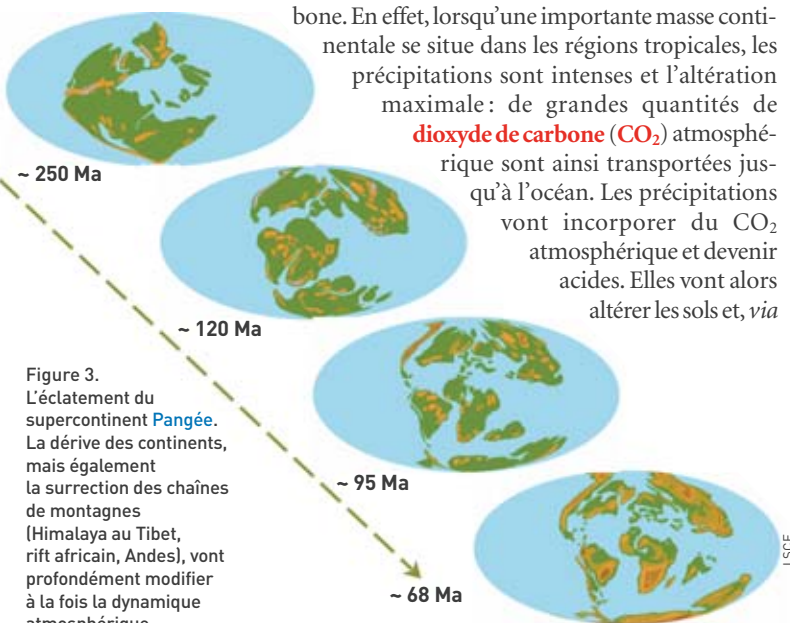 bone. En effet, lorsqu'une importante masse conti-
nentale se situe dans les régions tropicales, les
précipitations sont intenses et l'altération
maximale : de grandes quantités de
dioxyde de carbone (CO₂) atmosphé-
rique sont ainsi transportées jus-
qu'à l'océan. Les précipitations
vont incorporer du CO₂
atmosphérique et devenir
acides. Elles vont alors
altérer les sols et, via
~ 250 Ma
~ 120 Ma
~ 95 Ma
~ 68 Ma
Figure 3.
L'éclatement du
supercontinent Pangée.
La dérive des continents,
mais également
la surrection des chaînes
de montagnes
(Himalaya au Tibet,
rift africain, Andes), vont
profondément modifier
à la fois la dynamique
atmosphérique
LSCE